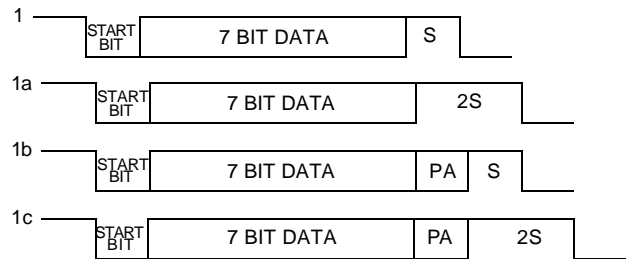 1 START BIT 7 BIT DATA S
1a START BIT 7 BIT DATA 2S
1b START BIT 7 BIT DATA PA S
1c START BIT 7 BIT DATA PA 2S